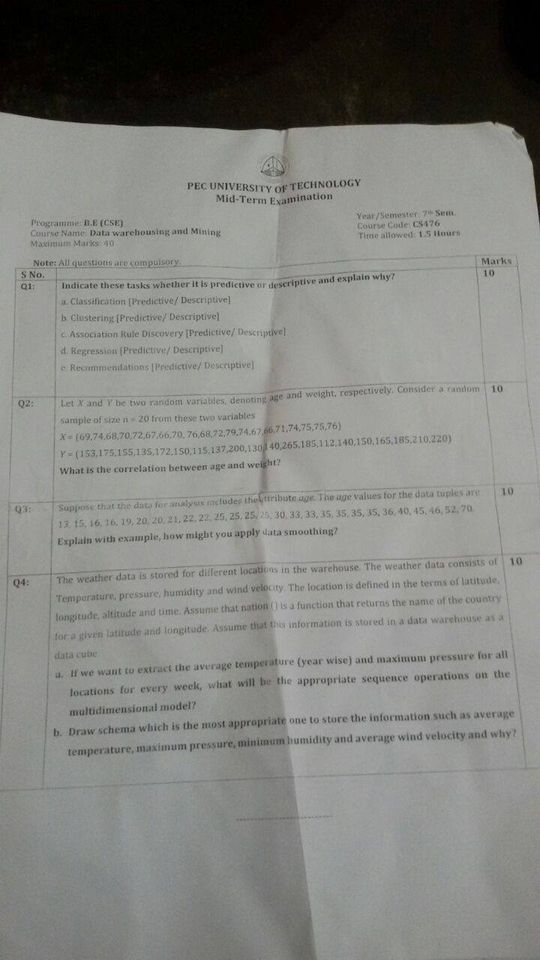 PEC UNIVERSITY OF TECHNOLOGY
Mid-Term Examination
Programme: B.E (CSE)
Course Name: Data warehousing and Mining
Maximum Marks: 40
Year/Semester: 7th Sem.
Course Code: CS476
Time allowed: 1.5 Hours
Note: All questions are compulsory.
S No. Marks
Q1: Indicate these tasks whether it is predictive or descriptive and explain why? 10
a. Classification [Predictive/ Descriptive]
b. Clustering [Predictive/ Descriptive]
c. Association Rule Discovery [Predictive/ Descriptive]
d. Regression [Predictive/ Descriptive]
e. Recommendations [Predictive/ Descriptive]
Q2: Let X and Y be two random variables, denoting age and weight, respectively. Consider a random 10
sample of size n = 20 from these two variables
X = (69,74,68,70,72,67,66,70, 76,68,72,79,74,67,66,71,74,75,75,76)
Y = (153,175,155,135,172,150,115,137,200,130,140,265,185,112,140,150,165,185,210,220)
What is the correlation between age and weight?
Q3: Suppose that the data for analysis includes the attribute age. The age values for the data tuples are 10
13, 15, 16, 16, 19, 20, 20, 21, 22, 22, 25, 25, 25, 25, 30, 33, 33, 35, 35, 35, 35, 36, 40, 45, 46, 52, 70.
Explain with example, how might you apply data smoothing?
Q4: The weather data is stored for different locations in the warehouse. The weather data consists of 10
Temperature, pressure, humidity and wind velocity. The location is defined in the terms of latitude,
longitude, altitude and time. Assume that nation () is a function that returns the name of the country
for a given latitude and longitude. Assume that this information is stored in a data warehouse as a
data cube
a. If we want to extract the average temperature (year wise) and maximum pressure for all
locations for every week, what will be the appropriate sequence operations on the
multidimensional model?
b. Draw schema which is the most appropriate one to store the information such as average
temperature, maximum pressure, minimum humidity and average wind velocity and why?